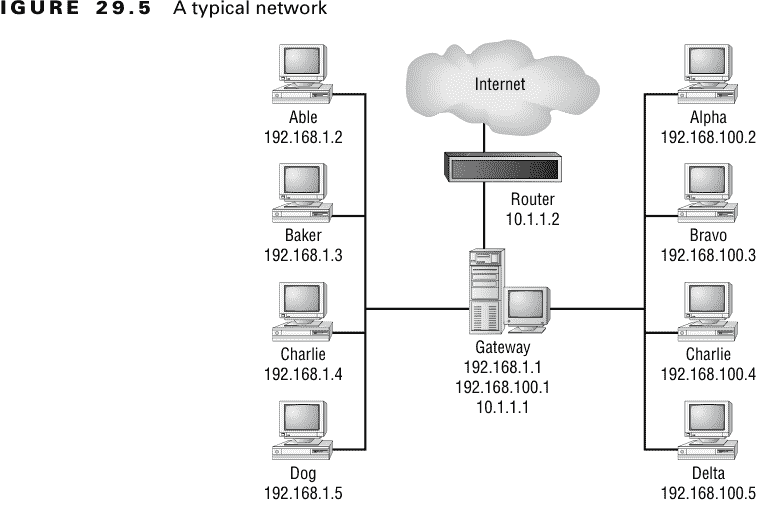 IGURE 29.5 A typical network
Internet
Able
192.168.1.2
Alpha
192.168.100.2
Router
10.1.1.2
Baker
192.168.1.3
Bravo
192.168.100.3
Gateway
192.168.1.1
192.168.100.1
10.1.1.1
Charlie
192.168.1.4
Charlie
192.168.100.4
Dog
192.168.1.5
Delta
192.168.100.5